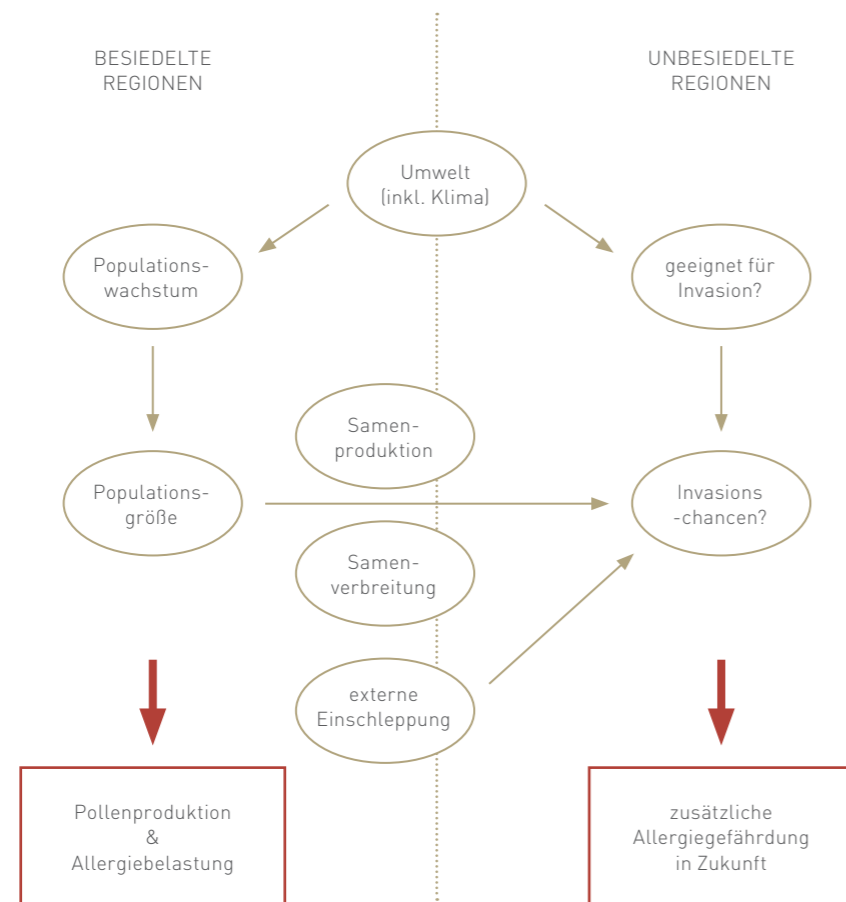 BESIEDELTE
REGIONEN
UNBESIEDELTE
REGIONEN
Umwelt
(inkl. Klima)
Populations-
wachstum
geeignet für
Invasion?
Samen-
produktion
Populations-
größe
Invasions
-chancen?
Samen-
verbreitung
externe
Einschleppung
Pollenproduktion
&
Allergiebelastung
zusätzliche
Allergiegefährdung
in Zukunft